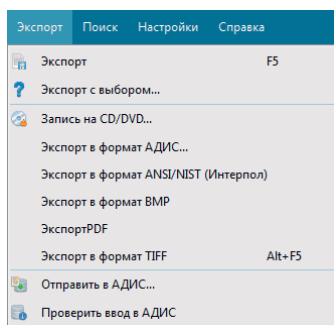 Экспорт Поиск Настройки Справка
Экспорт F5
Экспорт с выбором...
Запись на CD/DVD...
Экспорт в формат АДИС...
Экспорт в формат ANSI/NIST (Интерпол)
Экспорт в формат BMP
ЭкспортPDF
Экспорт в формат TIFF Alt+F5
Отправить в АДИС...
Проверить ввод в АДИС